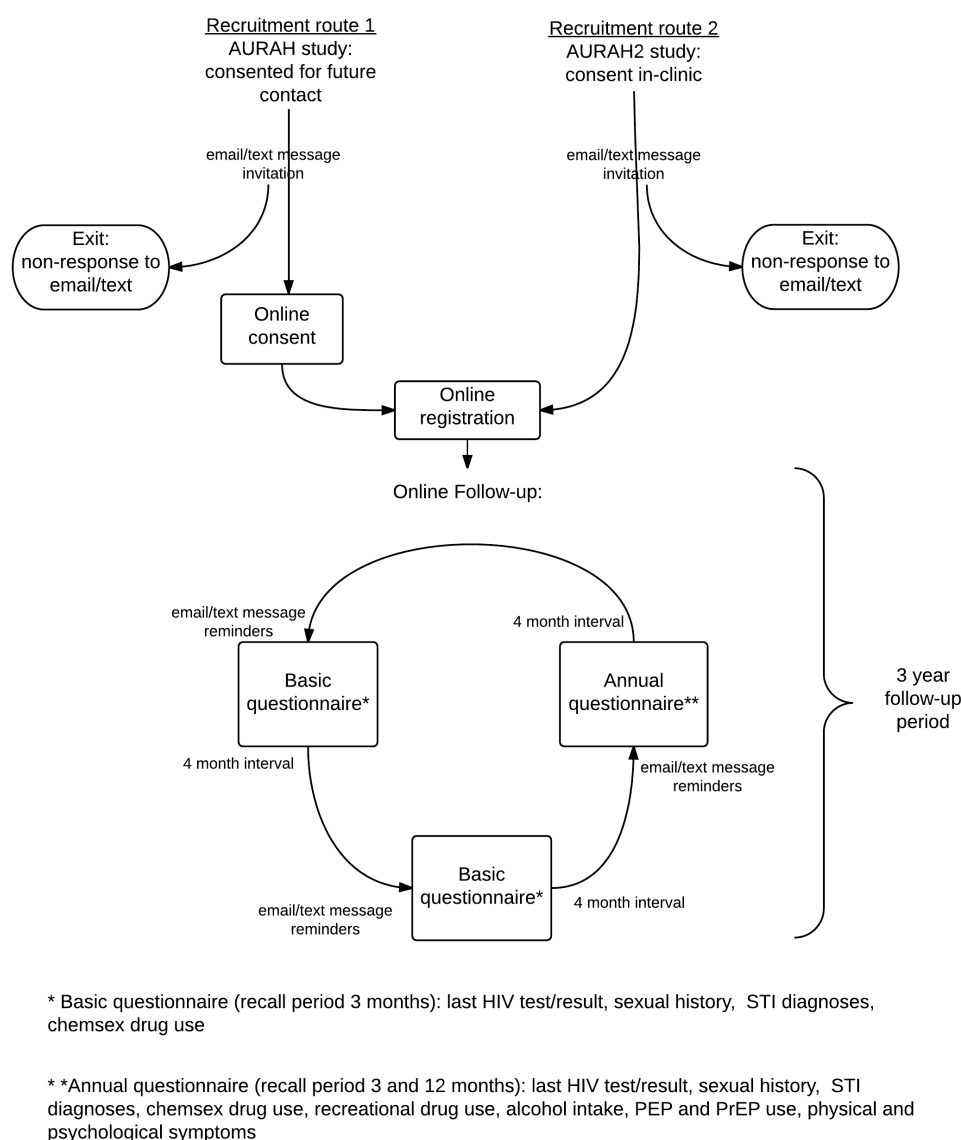 Recruitment route 1
AURAH study:
consented for future
contact
Recruitment route 2
AURAH2 study:
consent in-clinic
email/text message
invitation
email/text message
invitation
Exit:
non-response to
email/text
Exit:
non-response to
email/text
Online
consent
Online
registration
Online Follow-up:
email/text message
reminders
4 month interval
Basic
questionnaire*
Annual
questionnaire**
3 year
follow-up
period
4 month interval
email/text message
reminders
Basic
questionnaire*
email/text message
reminders
4 month interval
* Basic questionnaire (recall period 3 months): last HIV test/result, sexual history,  STI diagnoses,
chemsex drug use
* *Annual questionnaire (recall period 3 and 12 months): last HIV test/result, sexual history,  STI
diagnoses, chemsex drug use, recreational drug use, alcohol intake, PEP and PrEP use, physical and
psychological symptoms